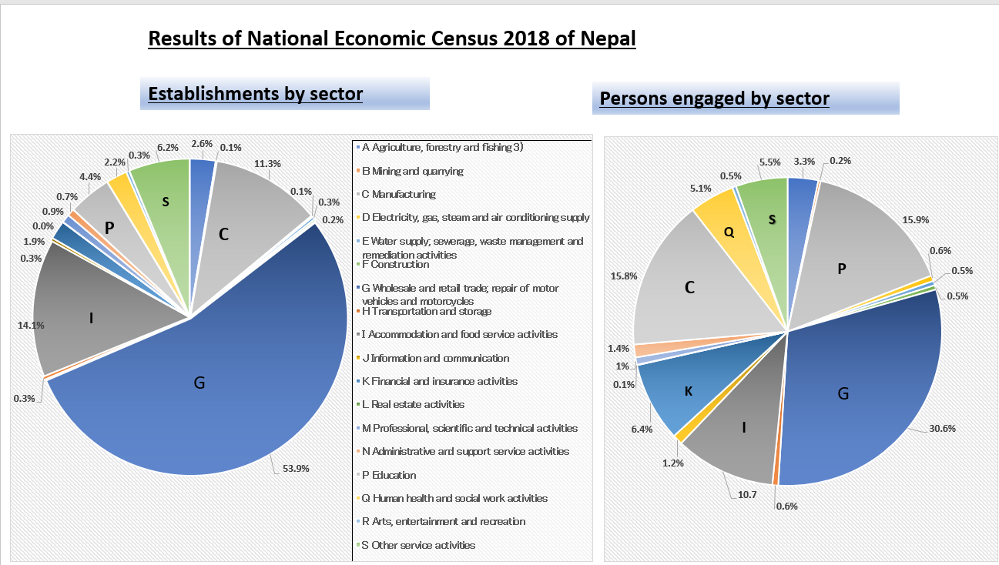 Results of National Economic Census 2018 of Nepal
Establishments by sector
Persons engaged by sector
2.6%
0.1%
11.3%
0.1%
0.3%
0.2%
53.9%
0.3%
14.1%
0.3%
1.9%
0.0%
0.9%
0.7%
4.4%
2.2%
0.3%
6.2%
S
P
C
I
G
A Agriculture, forestry and fishing 3)
B Mining and quarrying
C Manufacturing
D Electricity, gas, steam and air conditioning supply
E Water supply; sewerage, waste management and
remediation activities
F Construction
G Wholesale and retail trade; repair of motor
vehicles and motorcycles
H Transportation and storage
I Accommodation and food service activities
J Information and communication
K Financial and insurance activities
L Real estate activities
M Professional, scientific and technical activities
N Administrative and support service activities
P Education
Q Human health and social work activities
R Arts, entertainment and recreation
S Other service activities
3.3%
0.2%
15.9%
0.6%
0.5%
0.5%
30.6%
0.6%
10.7
1.2%
6.4%
0.1%
1%
1.4%
15.8%
5.1%
0.5%
5.5%
S
Q
P
C
K
I
G